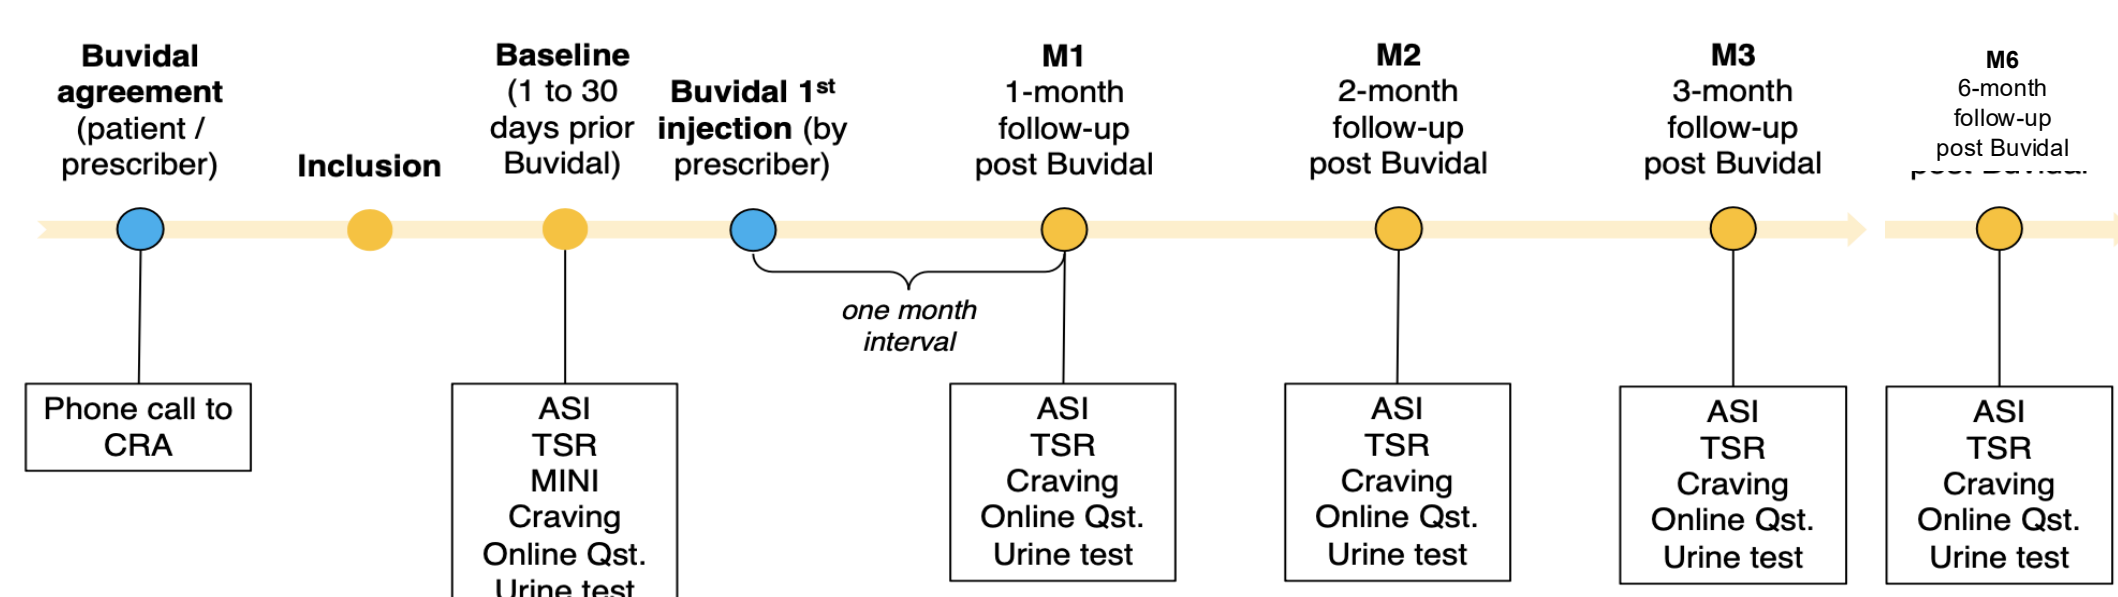 Buvidal
agreement
(patient /
prescriber)
Inclusion
Baseline
(1 to 30
days prior
Buvidal)
Buvidal 1st
injection (by
prescriber)
M1
1-month
follow-up
post Buvidal
M2
2-month
follow-up
post Buvidal
M3
3-month
follow-up
post Buvidal
M6
6-month
follow-up
post Buvidal
post Buvidal
one month
interval
Phone call to
CRA
ASI
TSR
MINI
Craving
Online Qst.
Urine test
ASI
TSR
Craving
Online Qst.
Urine test
ASI
TSR
Craving
Online Qst.
Urine test
ASI
TSR
Craving
Online Qst.
Urine test
ASI
TSR
Craving
Online Qst.
Urine test